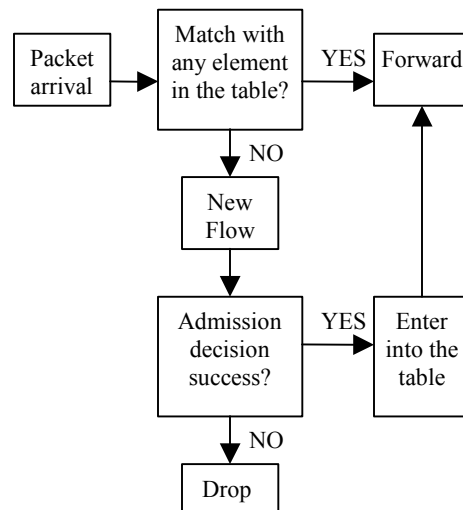 Packet
arrival
Match with
any element
in the table?
YES
Forward
NO
New
Flow
Admission
decision
success?
YES
Enter
into the
table
NO
Drop